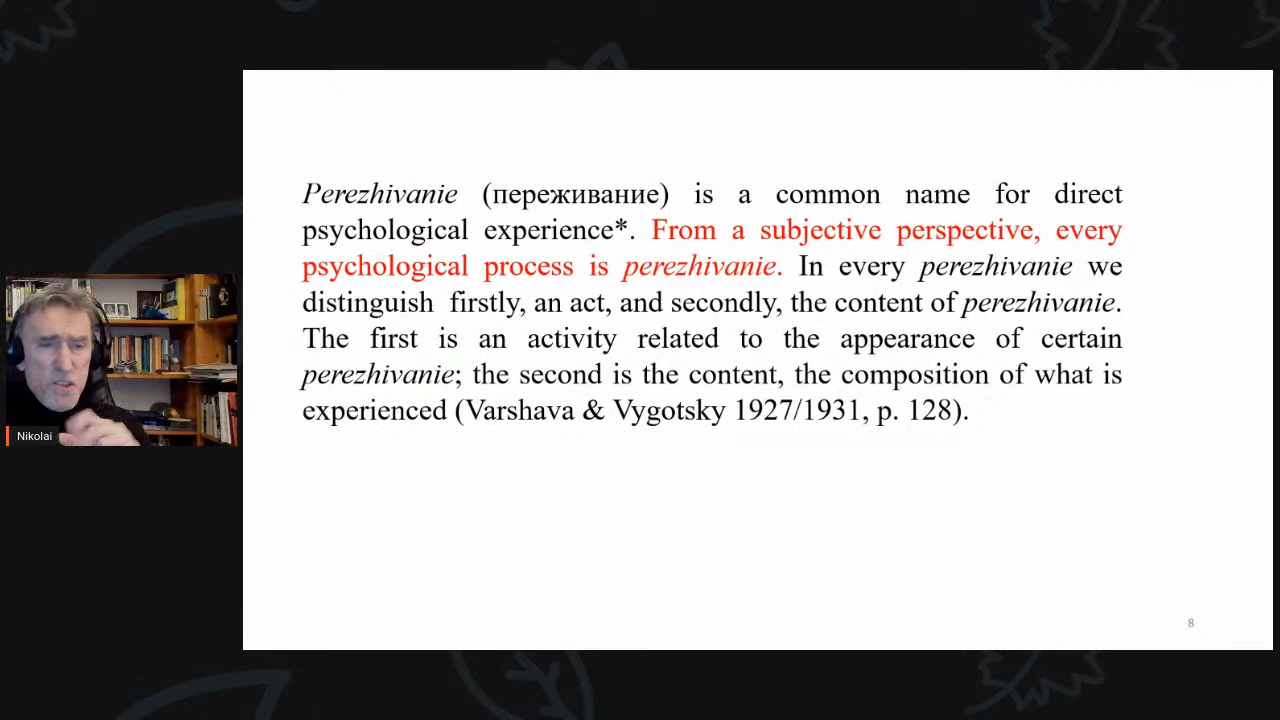 Perezhivanie (переживание) is a common name for direct
psychological experience*. From a subjective perspective, every
psychological process is perezhivanie. In every perezhivanie we
distinguish firstly, an act, and secondly, the content of perezhivanie.
The first is an activity related to the appearance of certain
perezhivanie; the second is the content, the composition of what is
experienced (Varshava & Vygotsky 1927/1931, p. 128).
Nikolai
8